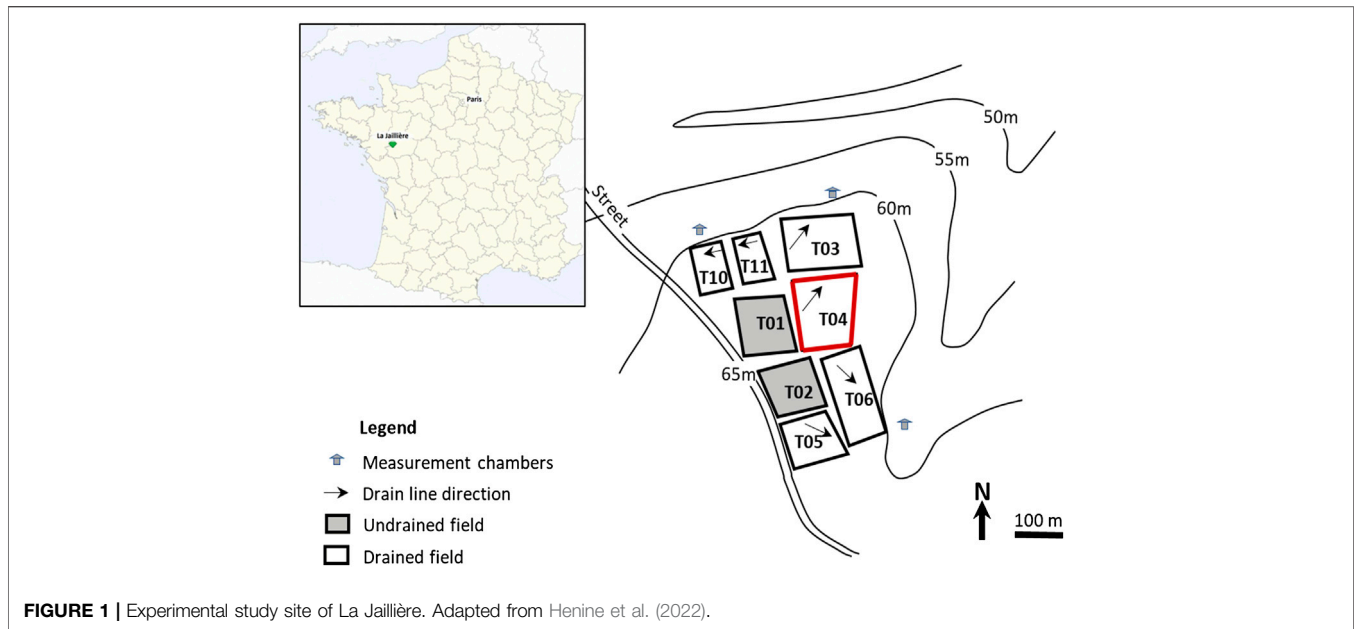 Paris
La Jaillière
Street
50m
55m
60m
T03
T10
T11
T01
T04
65m
T02
T06
T05
Legend
Measurement chambers
Drain line direction
Undrained field
Drained field
N
100 m
FIGURE 1 | Experimental study site of La Jaillière. Adapted from Henine et al. (2022).